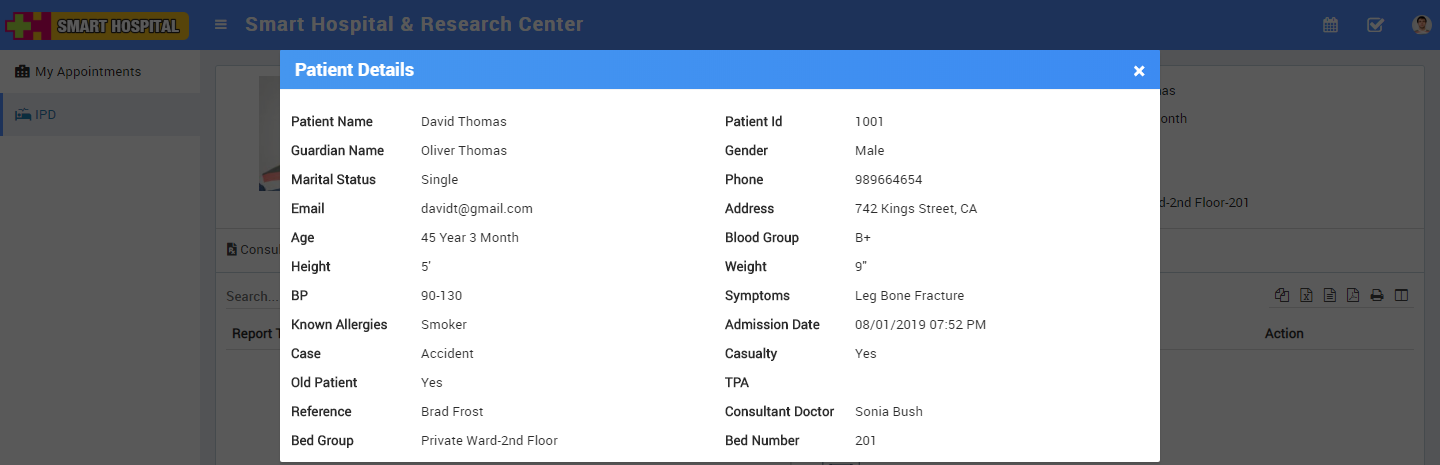 SMART HOSPITAL
Smart Hospital & Research Center
My Appointments
IPD
Patient Details ×
Patient Name David Thomas Patient Id 1001
Guardian Name Oliver Thomas Gender Male
Marital Status Single Phone 989664654
Email davidt@gmail.com Address 742 Kings Street, CA
Age 45 Year 3 Month Blood Group B+
Height 5' Weight 9"
BP 90-130 Symptoms Leg Bone Fracture
Known Allergies Smoker Admission Date 08/01/2019 07:52 PM
Case Accident Casualty Yes
Old Patient Yes TPA
Reference Brad Frost Consultant Doctor Sonia Bush
Bed Group Private Ward-2nd Floor Bed Number 201
as
onth
d-2nd Floor-201
Consu
Search...
Report T
Action